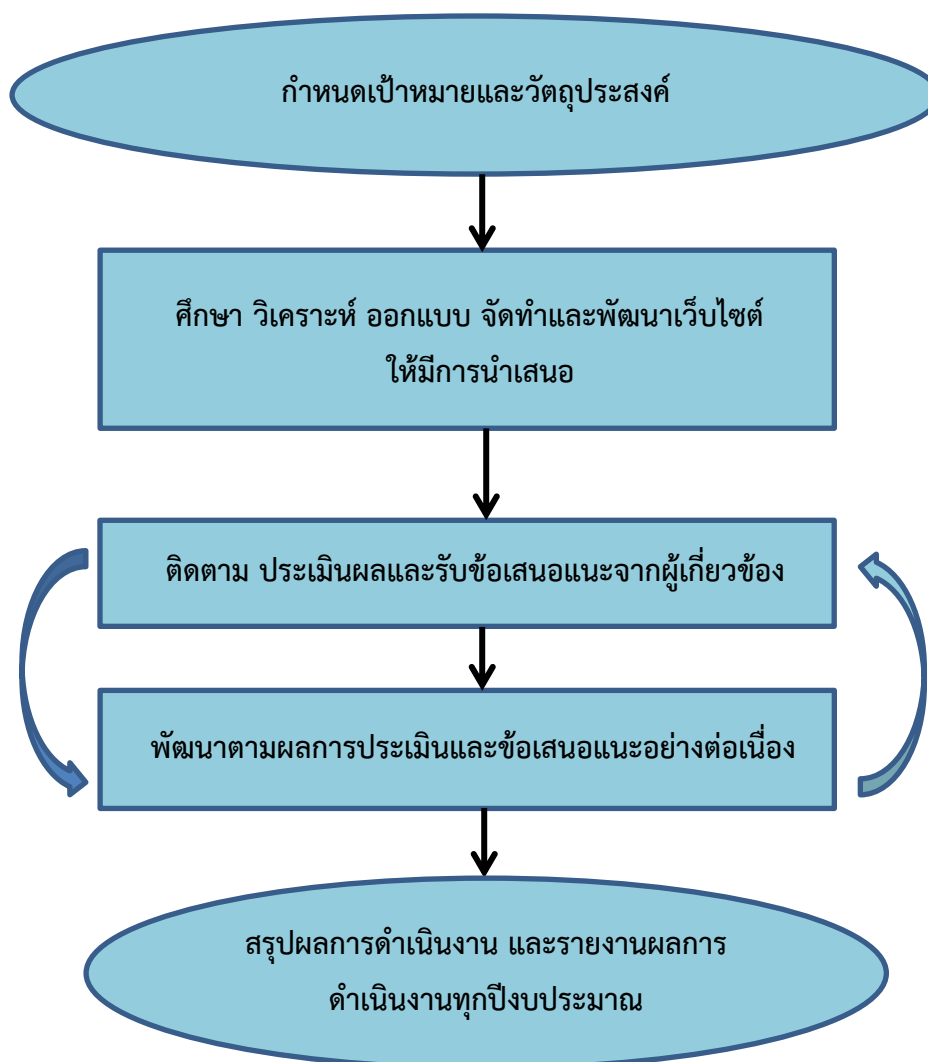 กำหนดเป้าหมายและวัตถุประสงค์
ศึกษา วิเคราะห์ ออกแบบ จัดทำและพัฒนาเว็บไซต์
ให้มีการนำเสนอ
ติดตาม ประเมินผลและรับข้อเสนอแนะจากผู้เกี่ยวข้อง
พัฒนาตามผลการประเมินและข้อเสนอแนะอย่างต่อเนื่อง
สรุปผลการดำเนินงาน และรายงานผลการ
ดำเนินงานทุกปีงบประมาณ